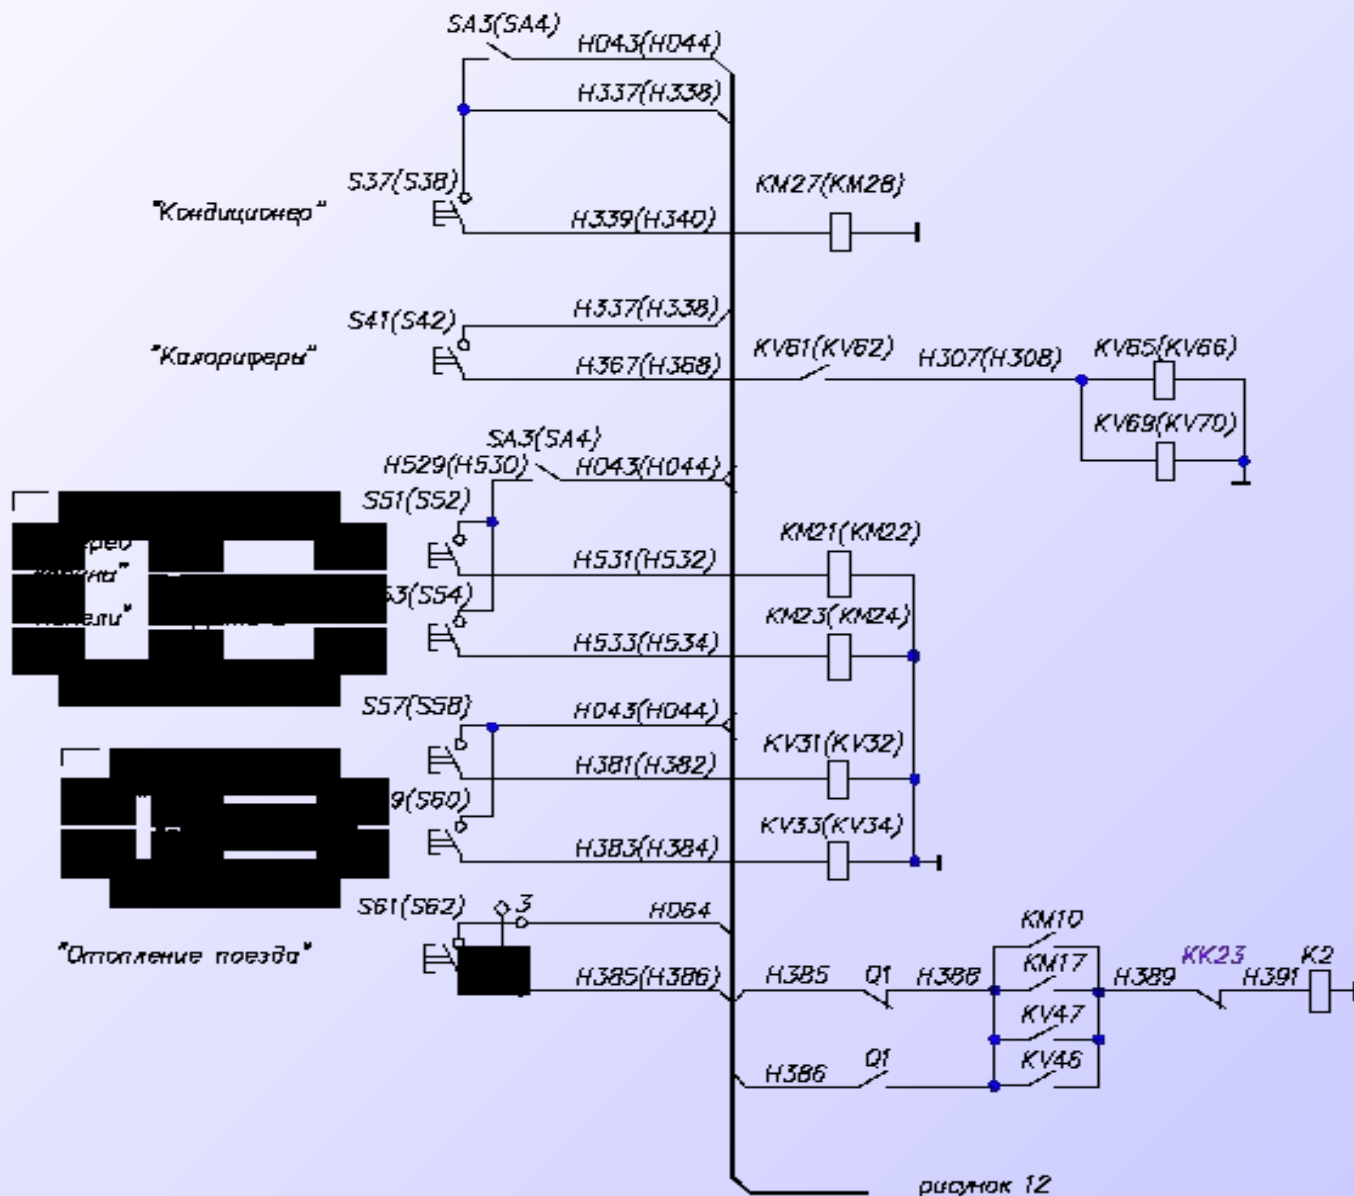 SA3(SA4)
H043(H044)
H337(H338)
S37(S38)
KM27(KM28)
"Кондиционер"
H339(H340)
H337(H338)
S41(S42)
"Калориферы"
H367(H368)
KV61(KV62)
H307(H308)
KV65(KV66)
KV69(KV70)
SA3(SA4)
H529(H530)
H043(H044)
S51(S52)
KM21(KM22)
H531(H532)
(S54)
KM23(KM24)
H533(H534)
S57(S58)
H043(H044)
KV31(KV32)
H381(H382)
9(S60)
KV33(KV34)
H383(H384)
S61(S62)
3
H064
"Отопление поезда"
KM10
H385(H386)
H385
Q1
H388
KM17
H389
KK23
H391
K2
KV47
H386
Q1
KV46
рисунок 12